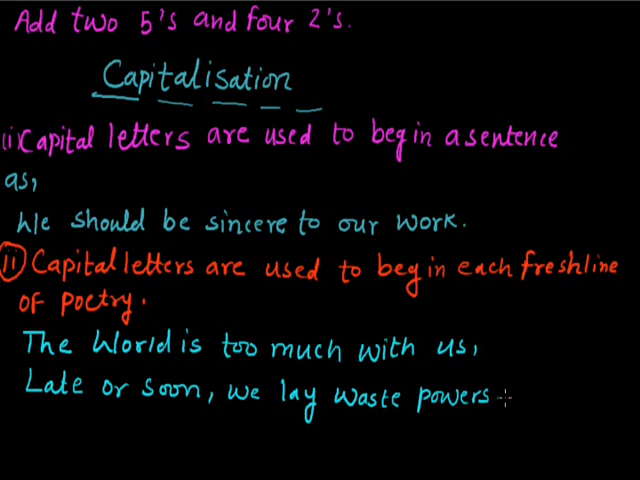 Add two 5's and four 2's.
Capitalisation
(i) Capital letters are used to begin a sentence
as,
We should be sincere to our work.
(ii) Capital letters are used to begin each fresh line
of poetry.
The World is too much with us,
Late or soon, we lay waste powers